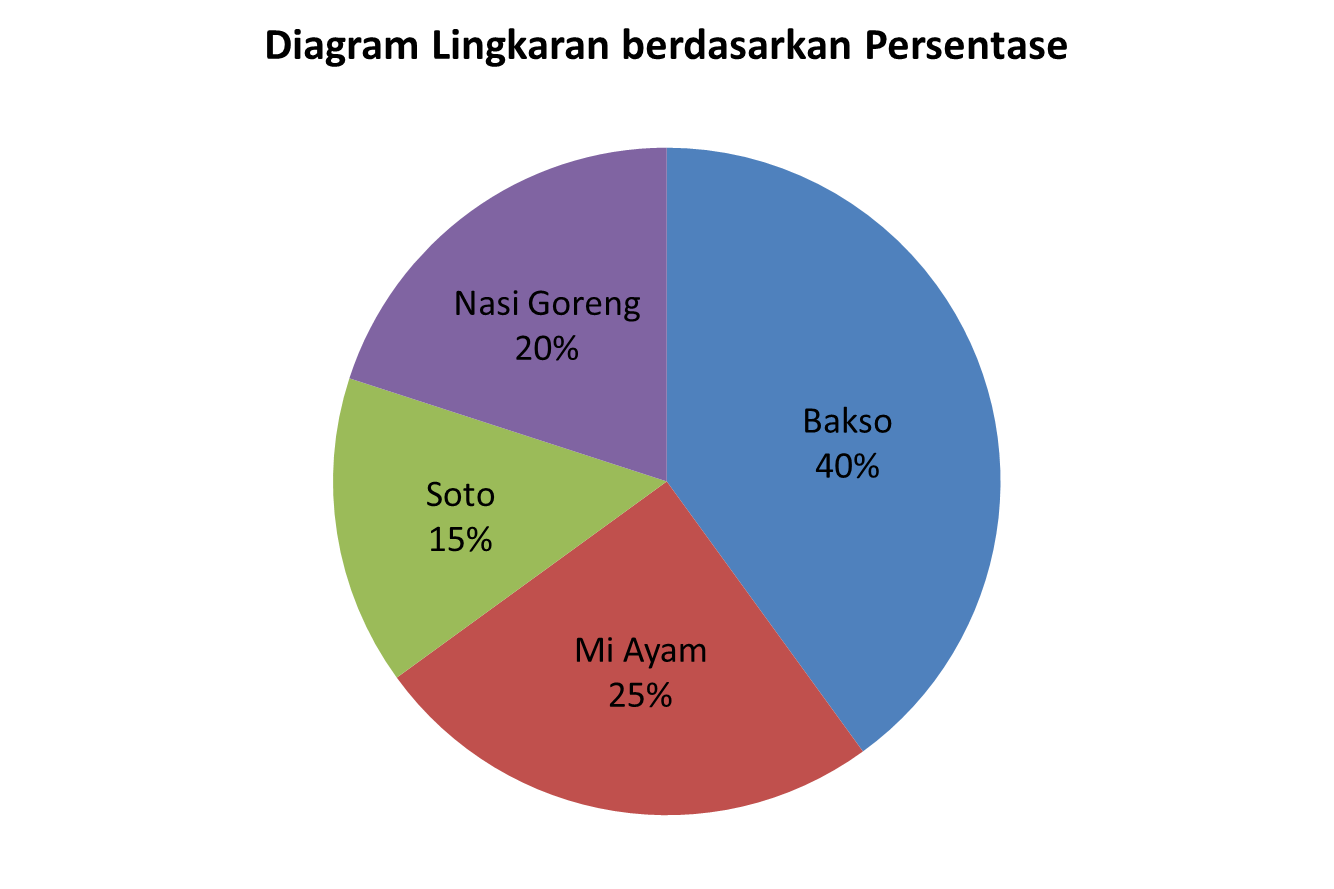 Diagram Lingkaran berdasarkan Persentase
Nasi Goreng
20%
Bakso
40%
Soto
15%
Mi Ayam
25%